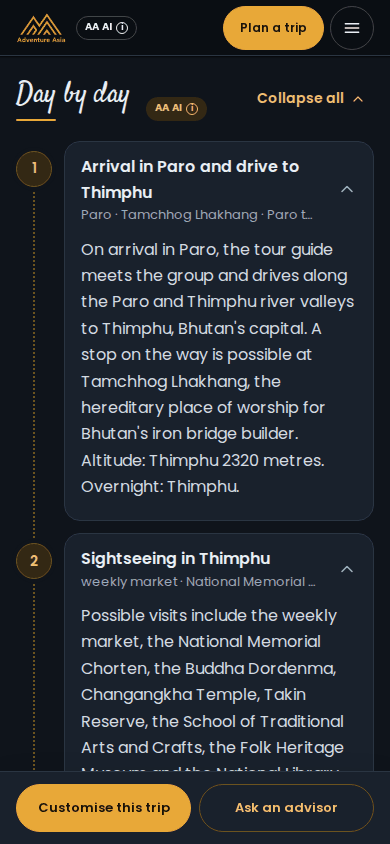 Adventure Asia
AA AI
Plan a trip
Day by day
AA AI
Collapse all
1
Arrival in Paro and drive to
Thimphu
Paro · Tamchhog Lhakhang · Paro t...
On arrival in Paro, the tour guide
meets the group and drives along
the Paro and Thimphu river valleys
to Thimphu, Bhutan's capital. A
stop on the way is possible at
Tamchhog Lhakhang, the
hereditary place of worship for
Bhutan's iron bridge builder.
Altitude: Thimphu 2320 metres.
Overnight: Thimphu.
2
Sightseeing in Thimphu
weekly market · National Memorial ...
Possible visits include the weekly
market, the National Memorial
Chorten, the Buddha Dordenma,
Changangkha Temple, Takin
Reserve, the School of Traditional
Arts and Crafts, the Folk Heritage
Museum and the National Library
Customise this trip
Ask an advisor